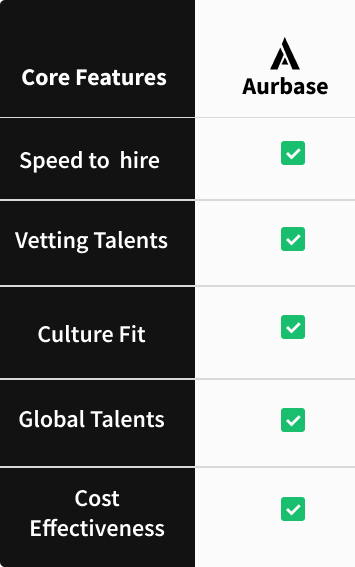 Core Features
Aurbase
Speed to hire
Vetting Talents
Culture Fit
Global Talents
Cost
Effectiveness